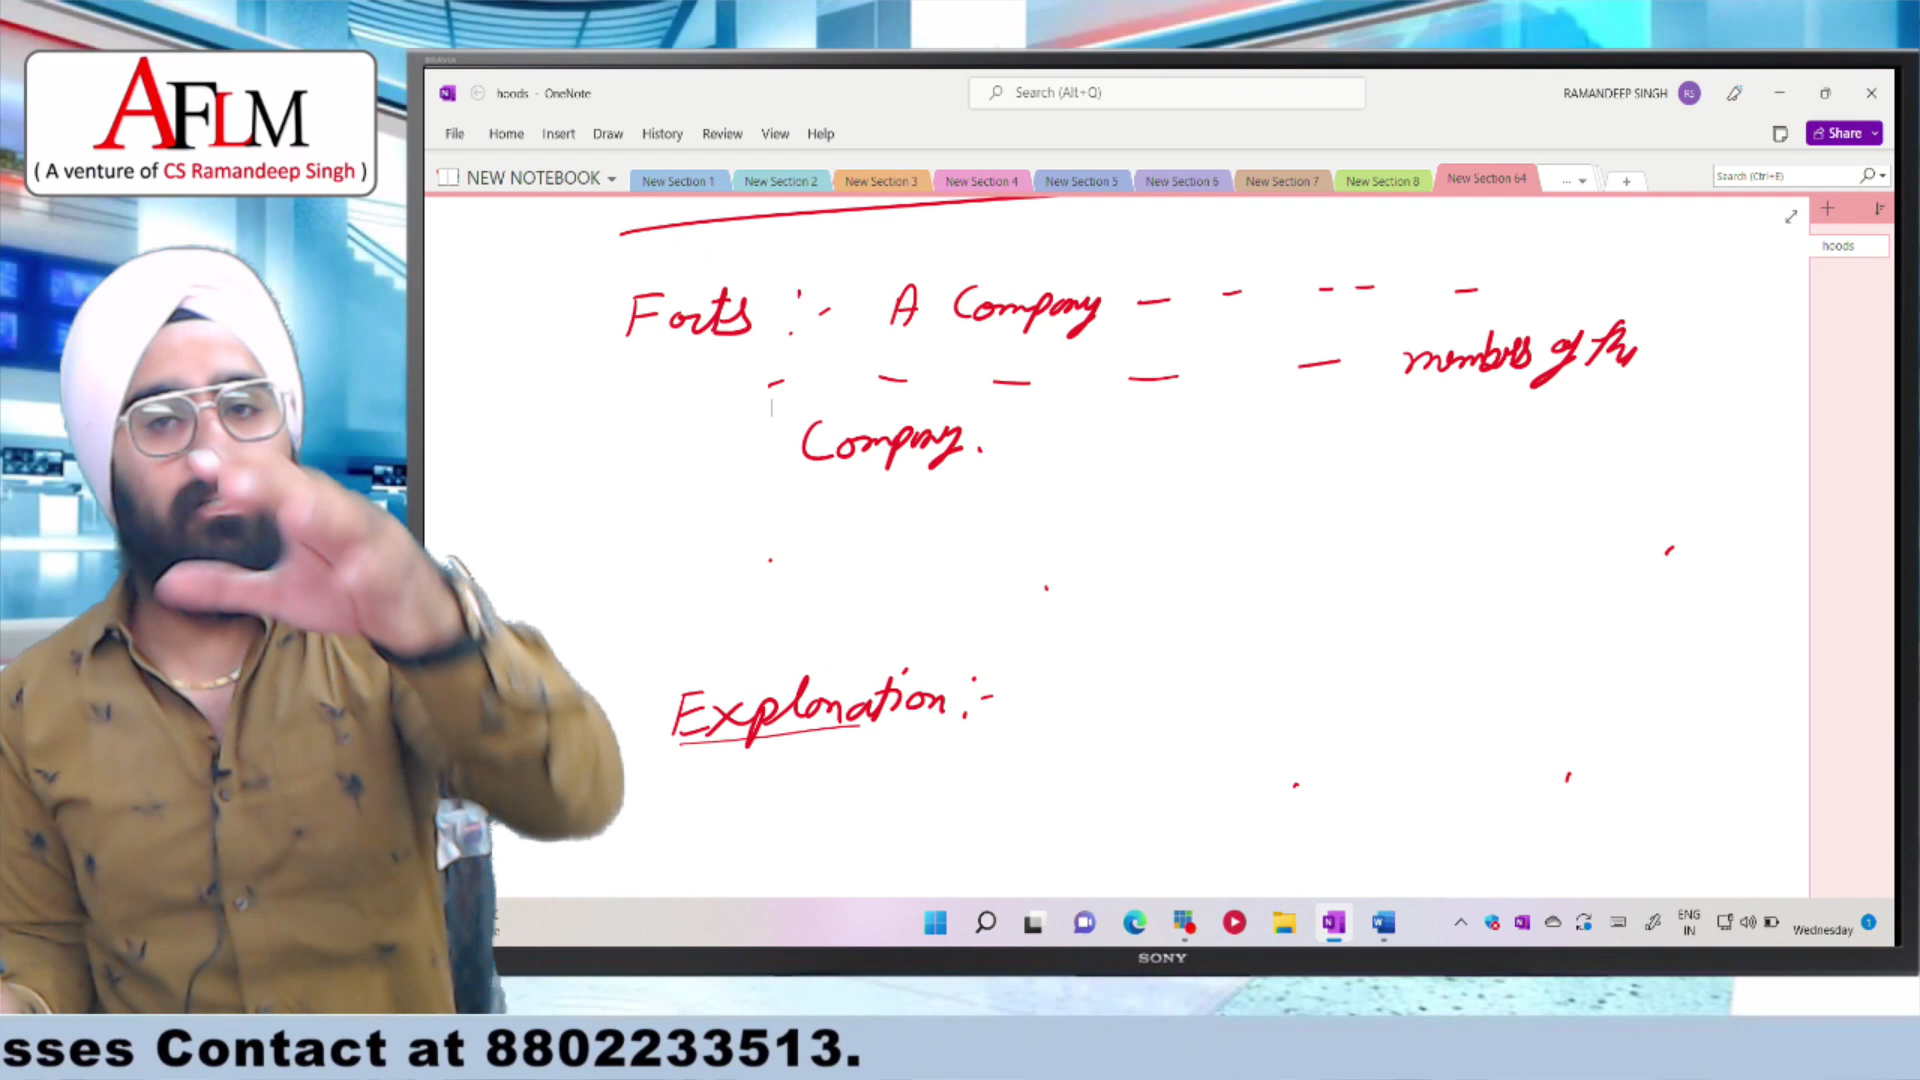 AFLM
( A venture of CS Ramandeep Singh )
BRAVIA
hoods - OneNote
Search (Alt+Q)
RAMANDEEP SINGH RS
File Home Insert Draw History Review View Help
Share
NEW NOTEBOOK New Section 1 New Section 2 New Section 3 New Section 4 New Section 5 New Section 6 New Section 7 New Section 8 New Section 64 ...
Search (Ctrl+E)
hoods
Facts :- A Company - - - - -
- - - - - members of the
Company.
Explanation :-
ENG
IN
Wednesday 1
SONY
sses Contact at 8802233513.